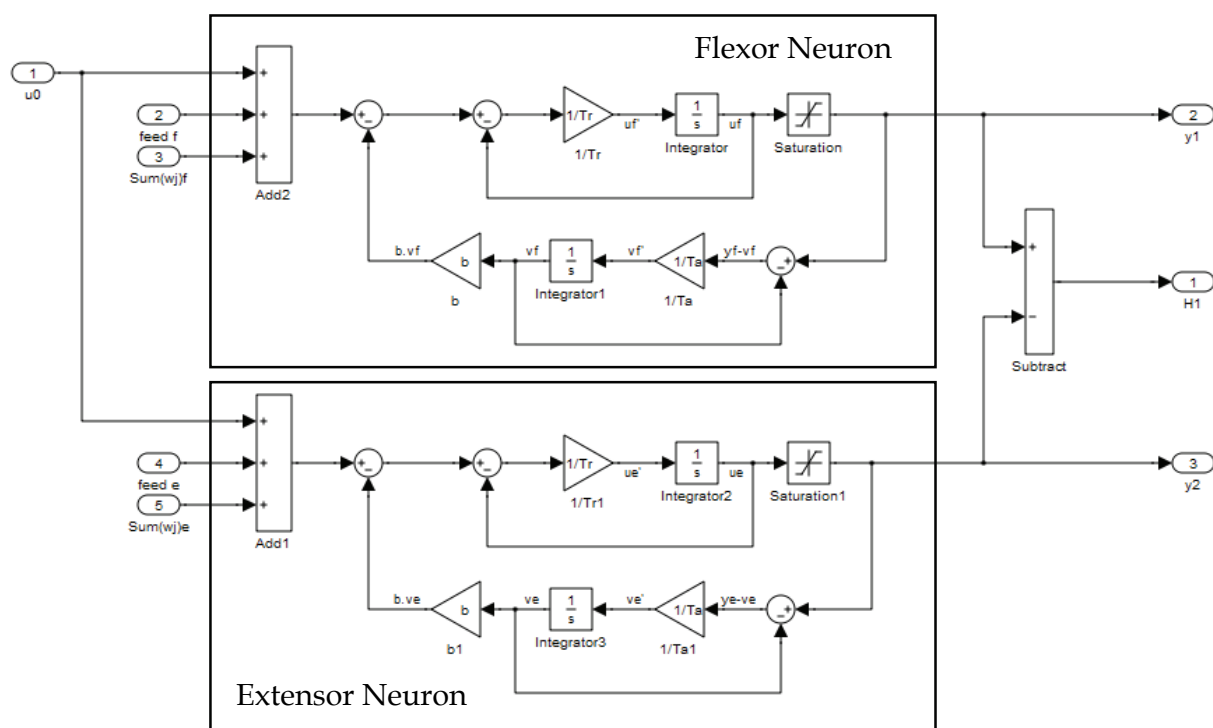 Flexor Neuron
1
u0
2
feed f
3
Sum(wj)f
+
+
+
Add2
+
-
+
-
1/Tr
1/Tr
uf'
1
s
Integrator
uf
Saturation
2
y1
b.vf
b
b
vf
1
s
Integrator1
vf'
1/Ta
1/Ta
yf-vf
-
+
+
-
Subtract
1
H1
4
feed e
5
Sum(wj)e
+
+
+
Add1
+
-
+
-
1/Tr
1/Tr1
ue'
1
s
Integrator2
ue
Saturation1
3
y2
b.ve
b
b1
ve
1
s
Integrator3
ve'
1/Ta
1/Ta1
ye-ve
-
+
Extensor Neuron